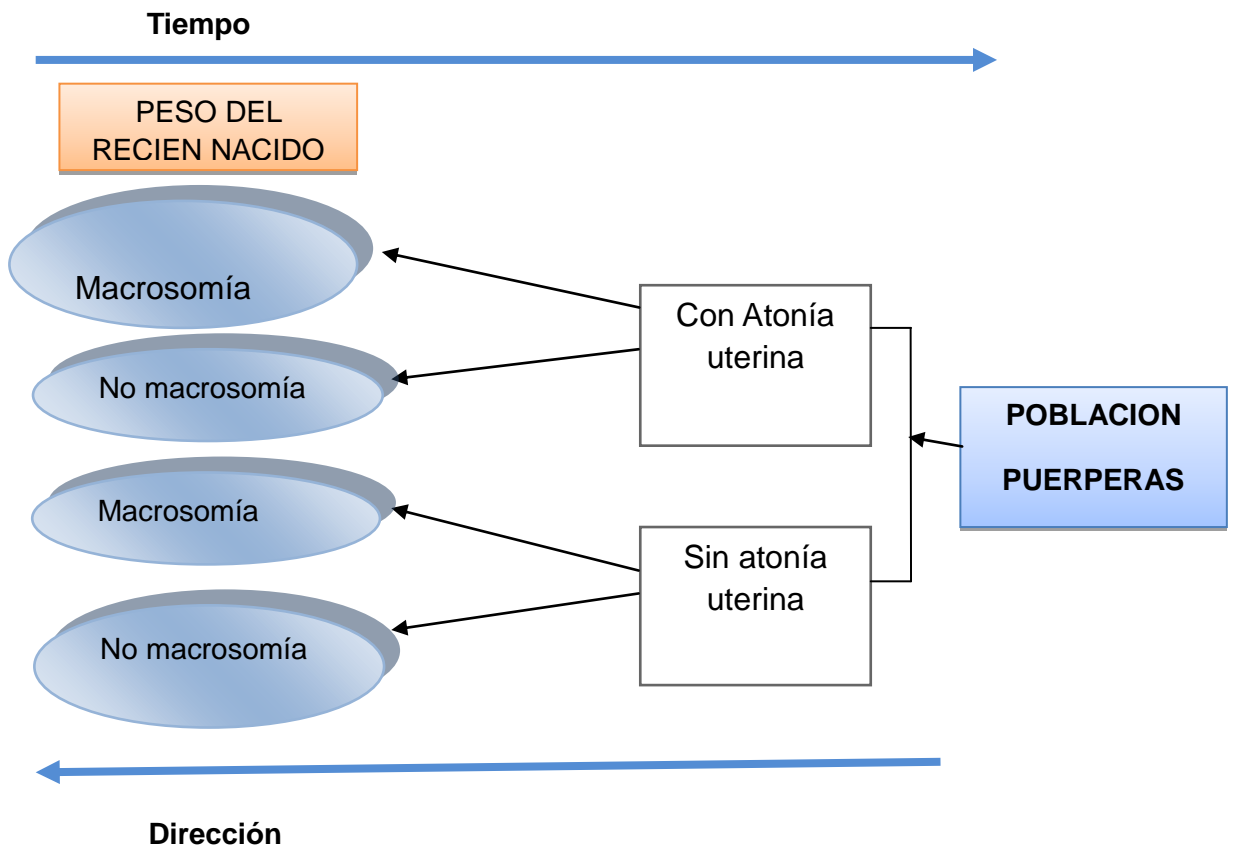 Tiempo
PESO DEL
RECIEN NACIDO
Macrosomía
No macrosomía
Macrosomía
No macrosomía
Con Atonía
uterina
Sin atonía
uterina
POBLACION
PUERPERAS
Dirección